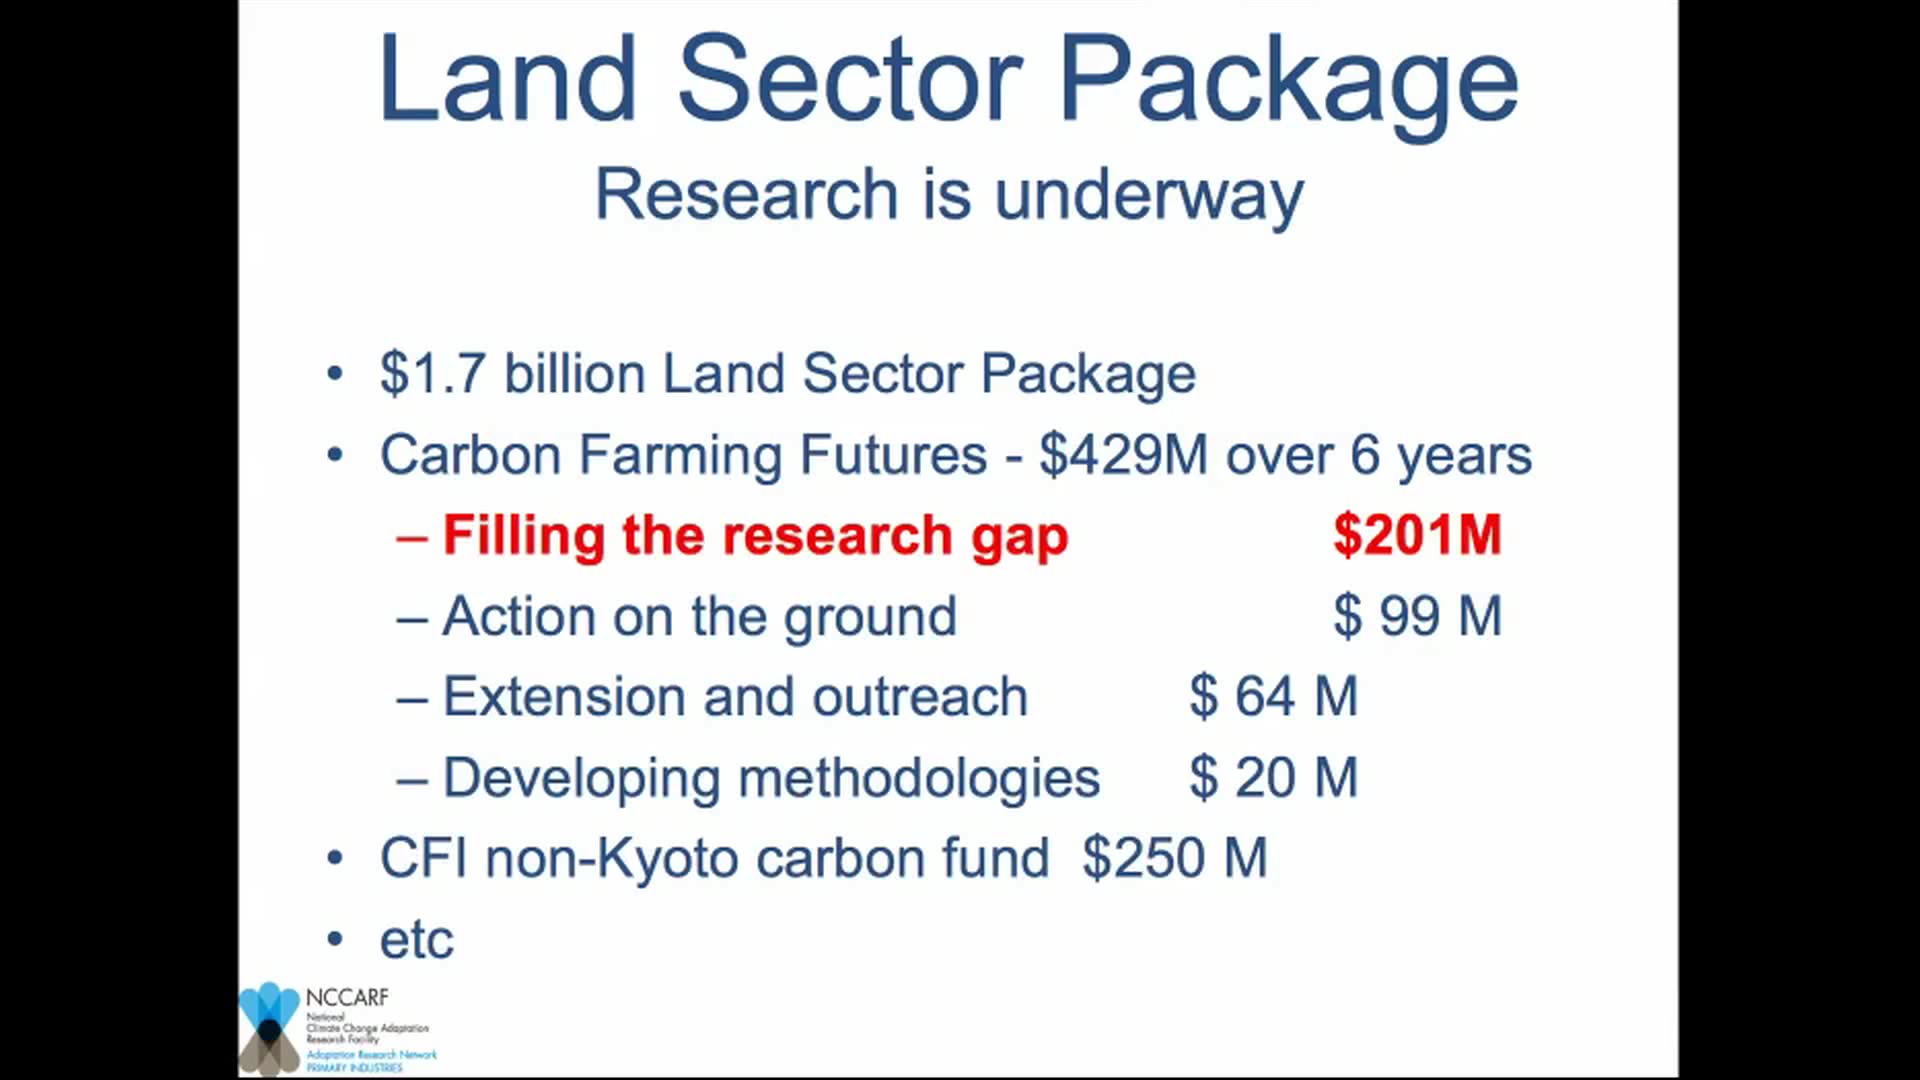 Land Sector Package
Research is underway
• $1.7 billion Land Sector Package
• Carbon Farming Futures - $429M over 6 years
– Filling the research gap $201M
– Action on the ground $ 99 M
– Extension and outreach $ 64 M
– Developing methodologies $ 20 M
• CFI non-Kyoto carbon fund $250 M
• etc
NCCARF
National
Climate Change Adaptation
Research Facility
Adaptation Research Network
PRIMARY INDUSTRIES